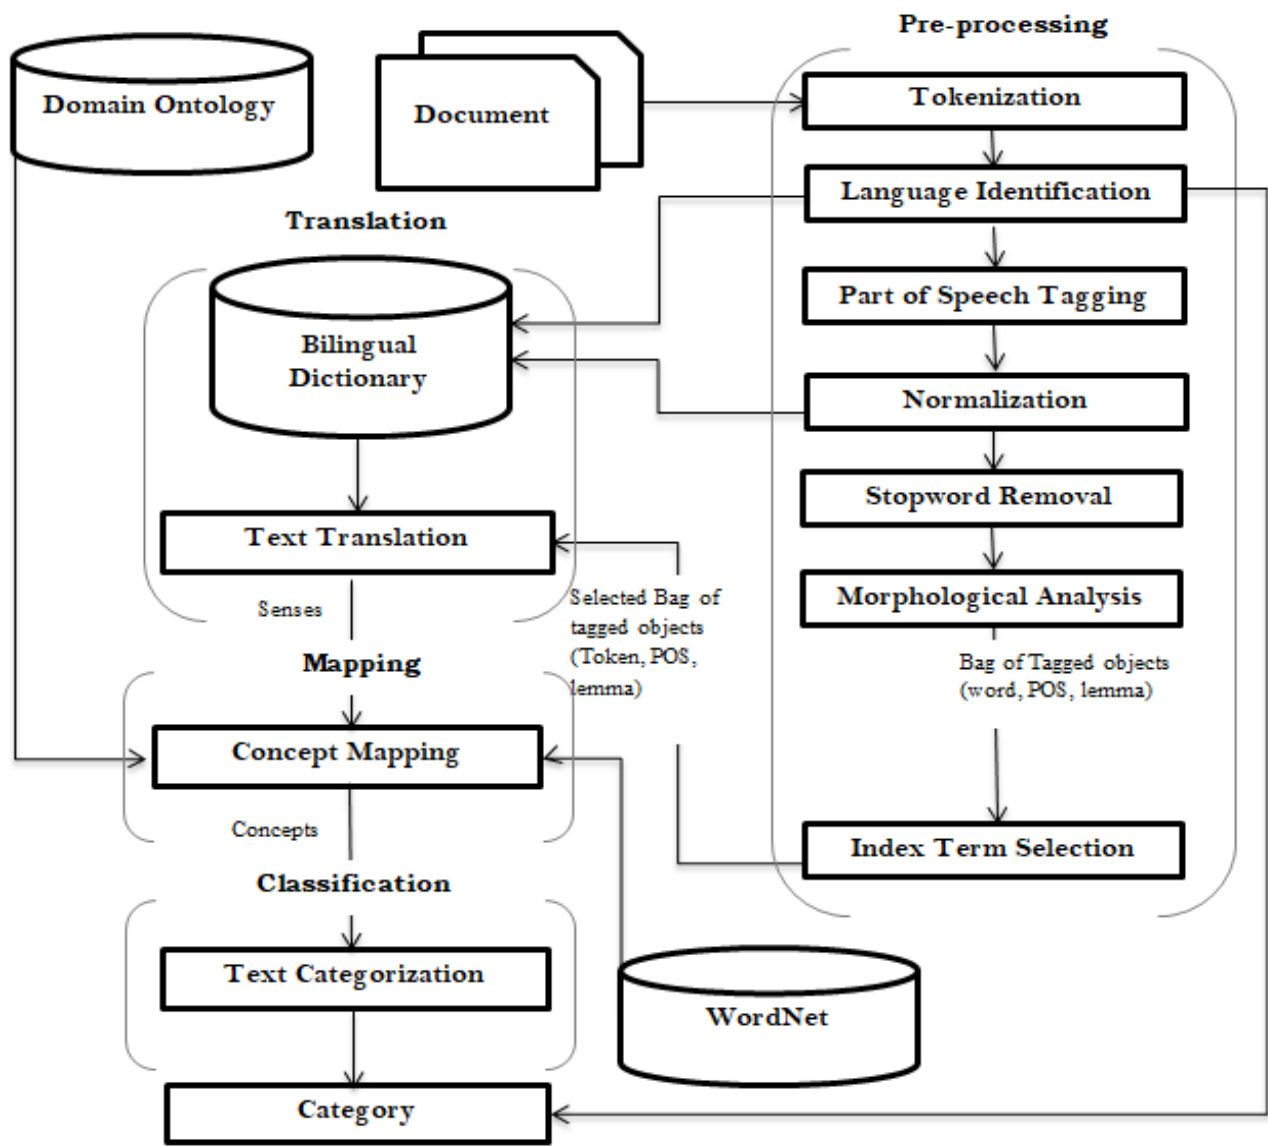 Pre-processing
Domain Ontology
Document
Tokenization
Language Identification
Translation
Part of Speech Tagging
Bilingual
Dictionary
Normalization
Stopword Removal
Text Translation
Morphological Analysis
Senses
Selected Bag of
tagged objects
(Token, POS,
lemma)
Bag of Tagged objects
(word, POS, lemma)
Mapping
Concept Mapping
Concepts
Index Term Selection
Classification
Text Categorization
WordNet
Category